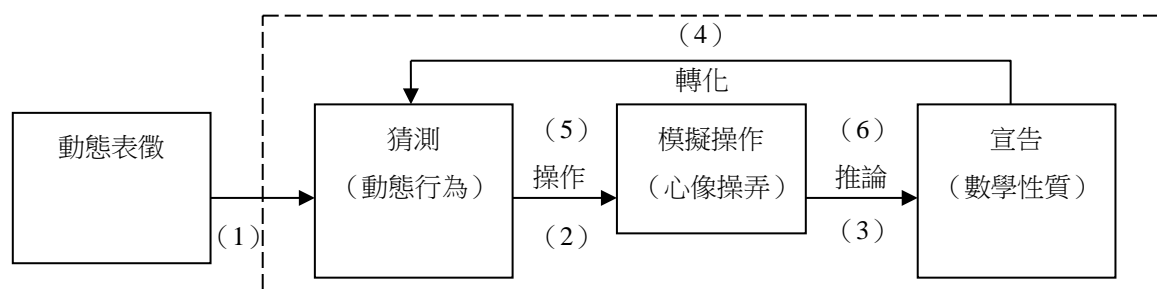 （4）
轉化
動態表徵
（1）
猜測
（動態行為）
（5）
操作
（2）
模擬操作
（心像操弄）
（6）
推論
（3）
宣告
（數學性質）